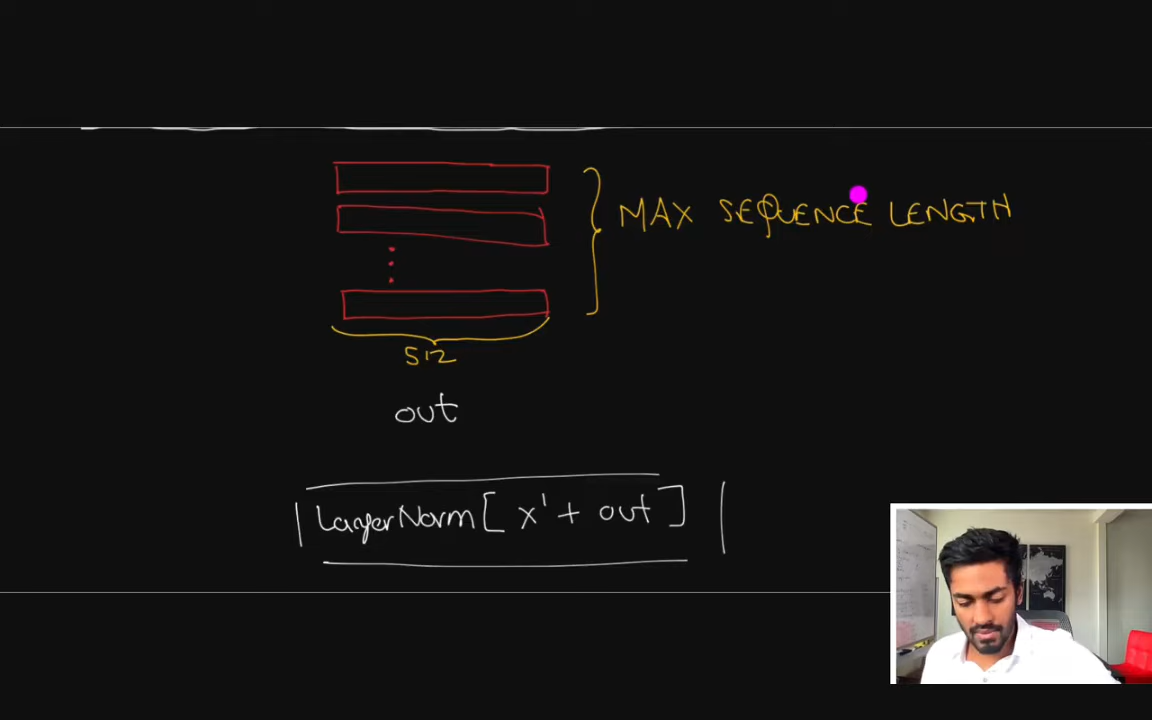 MAX SEQUENCE LENGTH
512
out
LayerNorm[ x' + out ]